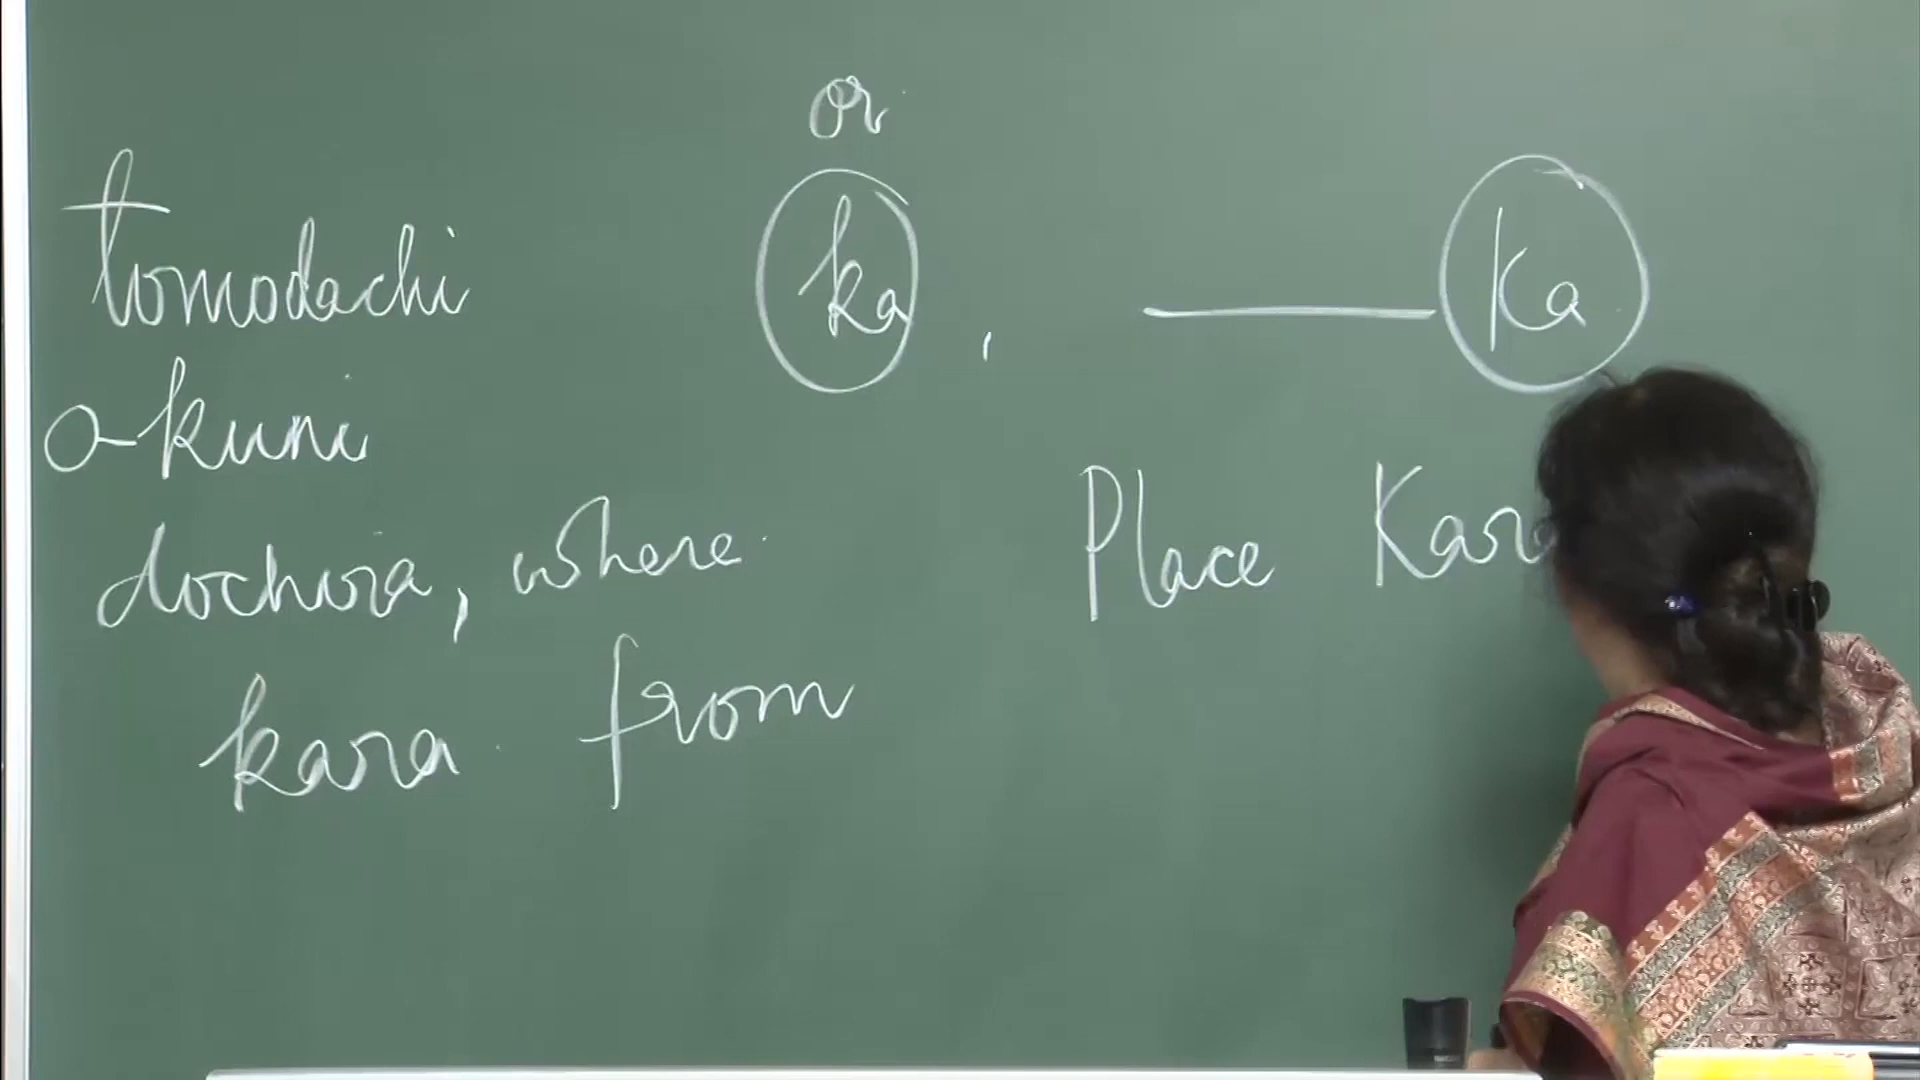 or
tomodachi
ka, ——— Ka
o-kuni
dochira, where
Place Kara
kara from